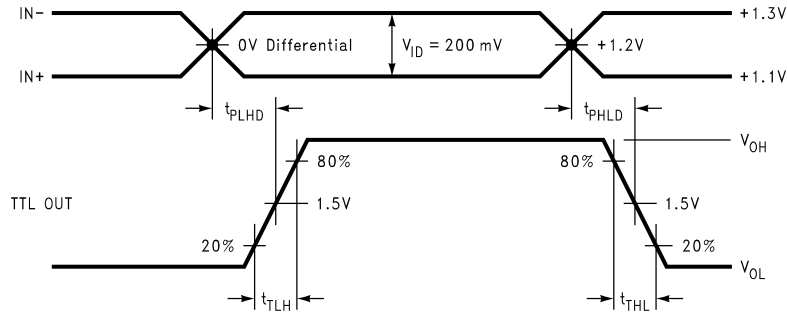 IN- +1.3V
0V Differential V_ID = 200 mV +1.2V
IN+ +1.1V
t_PLHD t_PHLD
V_OH
80% 80%
TTL OUT 1.5V 1.5V
20% 20%
V_OL
t_TLH t_THL